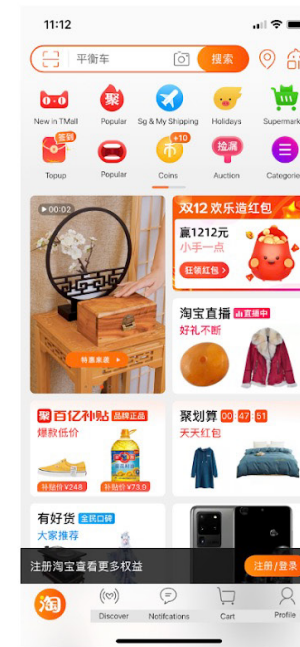 11:12
平衡车
搜索
New in TMall
Popular
Sg & My Shipping
Holidays
Supermark
聚
签到
+10
币
捡漏
Topup
Popular
Coins
Auction
Categorie
00:02
特惠来袭
双12 欢乐造红包
赢1212元
小手一点
狂领红包
淘宝直播 直播中
好礼不断
聚 百亿补贴 品牌正品
爆款低价
补贴价¥248
补贴价¥73.9
聚划算 00 47 51
天天红包
有好货 全民口碑
大家推荐
注册淘宝查看更多权益
注册/登录
淘
Discover
Notifcations
Cart
Profile